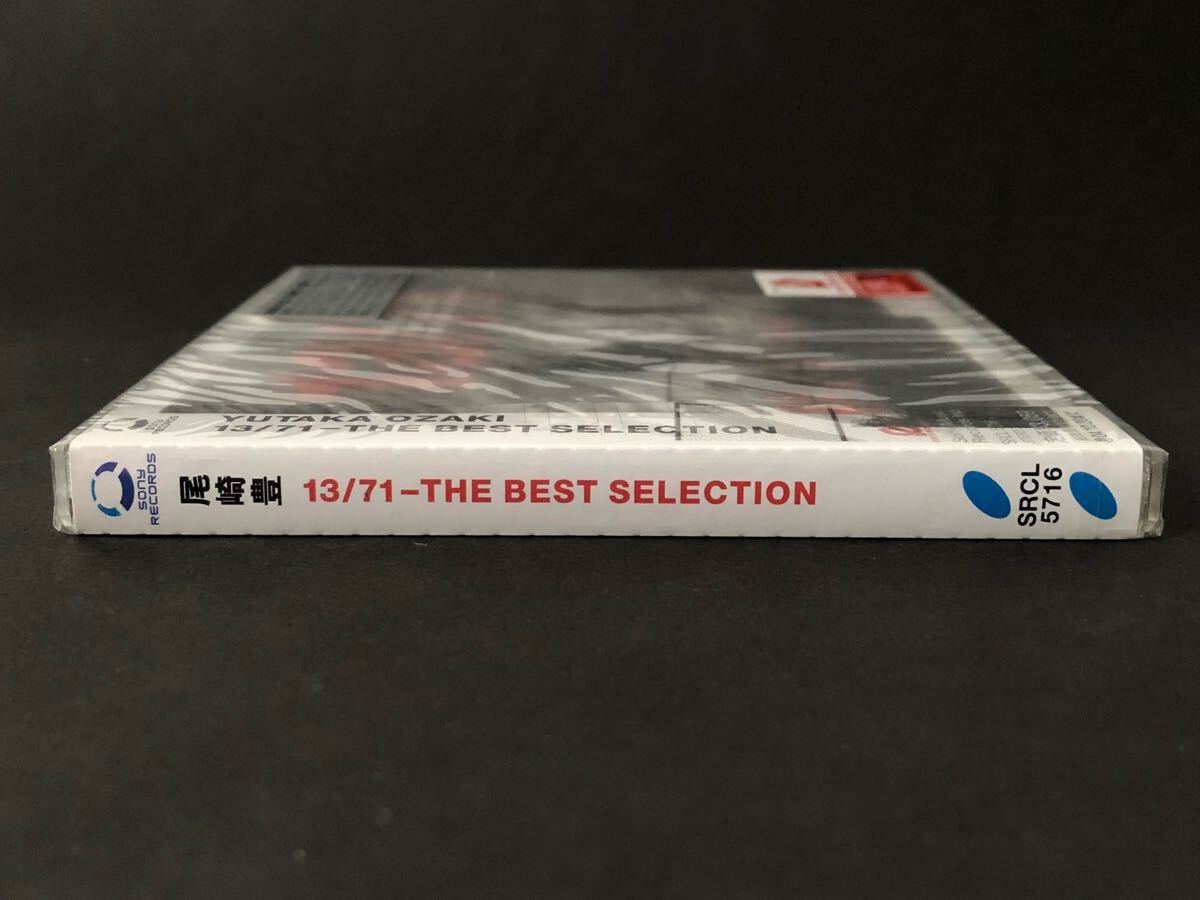 YUTAKA OZAKI
13/71-THE BEST SELECTION
SONY
RECORDS
尾崎豊 13/71–THE BEST SELECTION
SRCL
5716